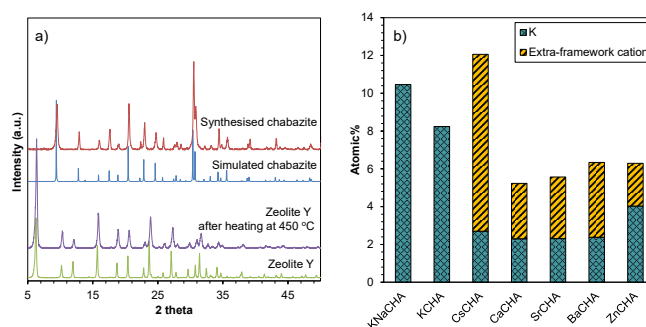 a)
Intensity (a.u.)
Synthesised chabazite
Simulated chabazite
Zeolite Y
after heating at 450 ºC
Zeolite Y
5 15 25 35 45
2 theta
b)
K
Extra-framework cation
Atomic%
14
12
10
8
6
4
2
0
KNaCHA KCHA CsCHA CaCHA SrCHA BaCHA ZnCHA